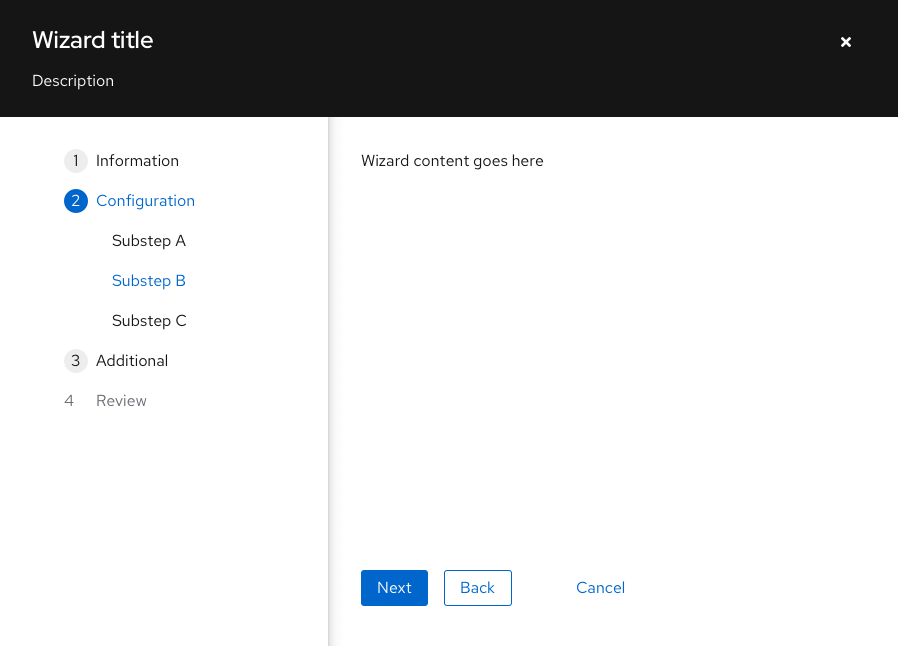 Wizard title
Description
1 Information
2 Configuration
Substep A
Substep B
Substep C
3 Additional
4 Review
Wizard content goes here
Next Back Cancel